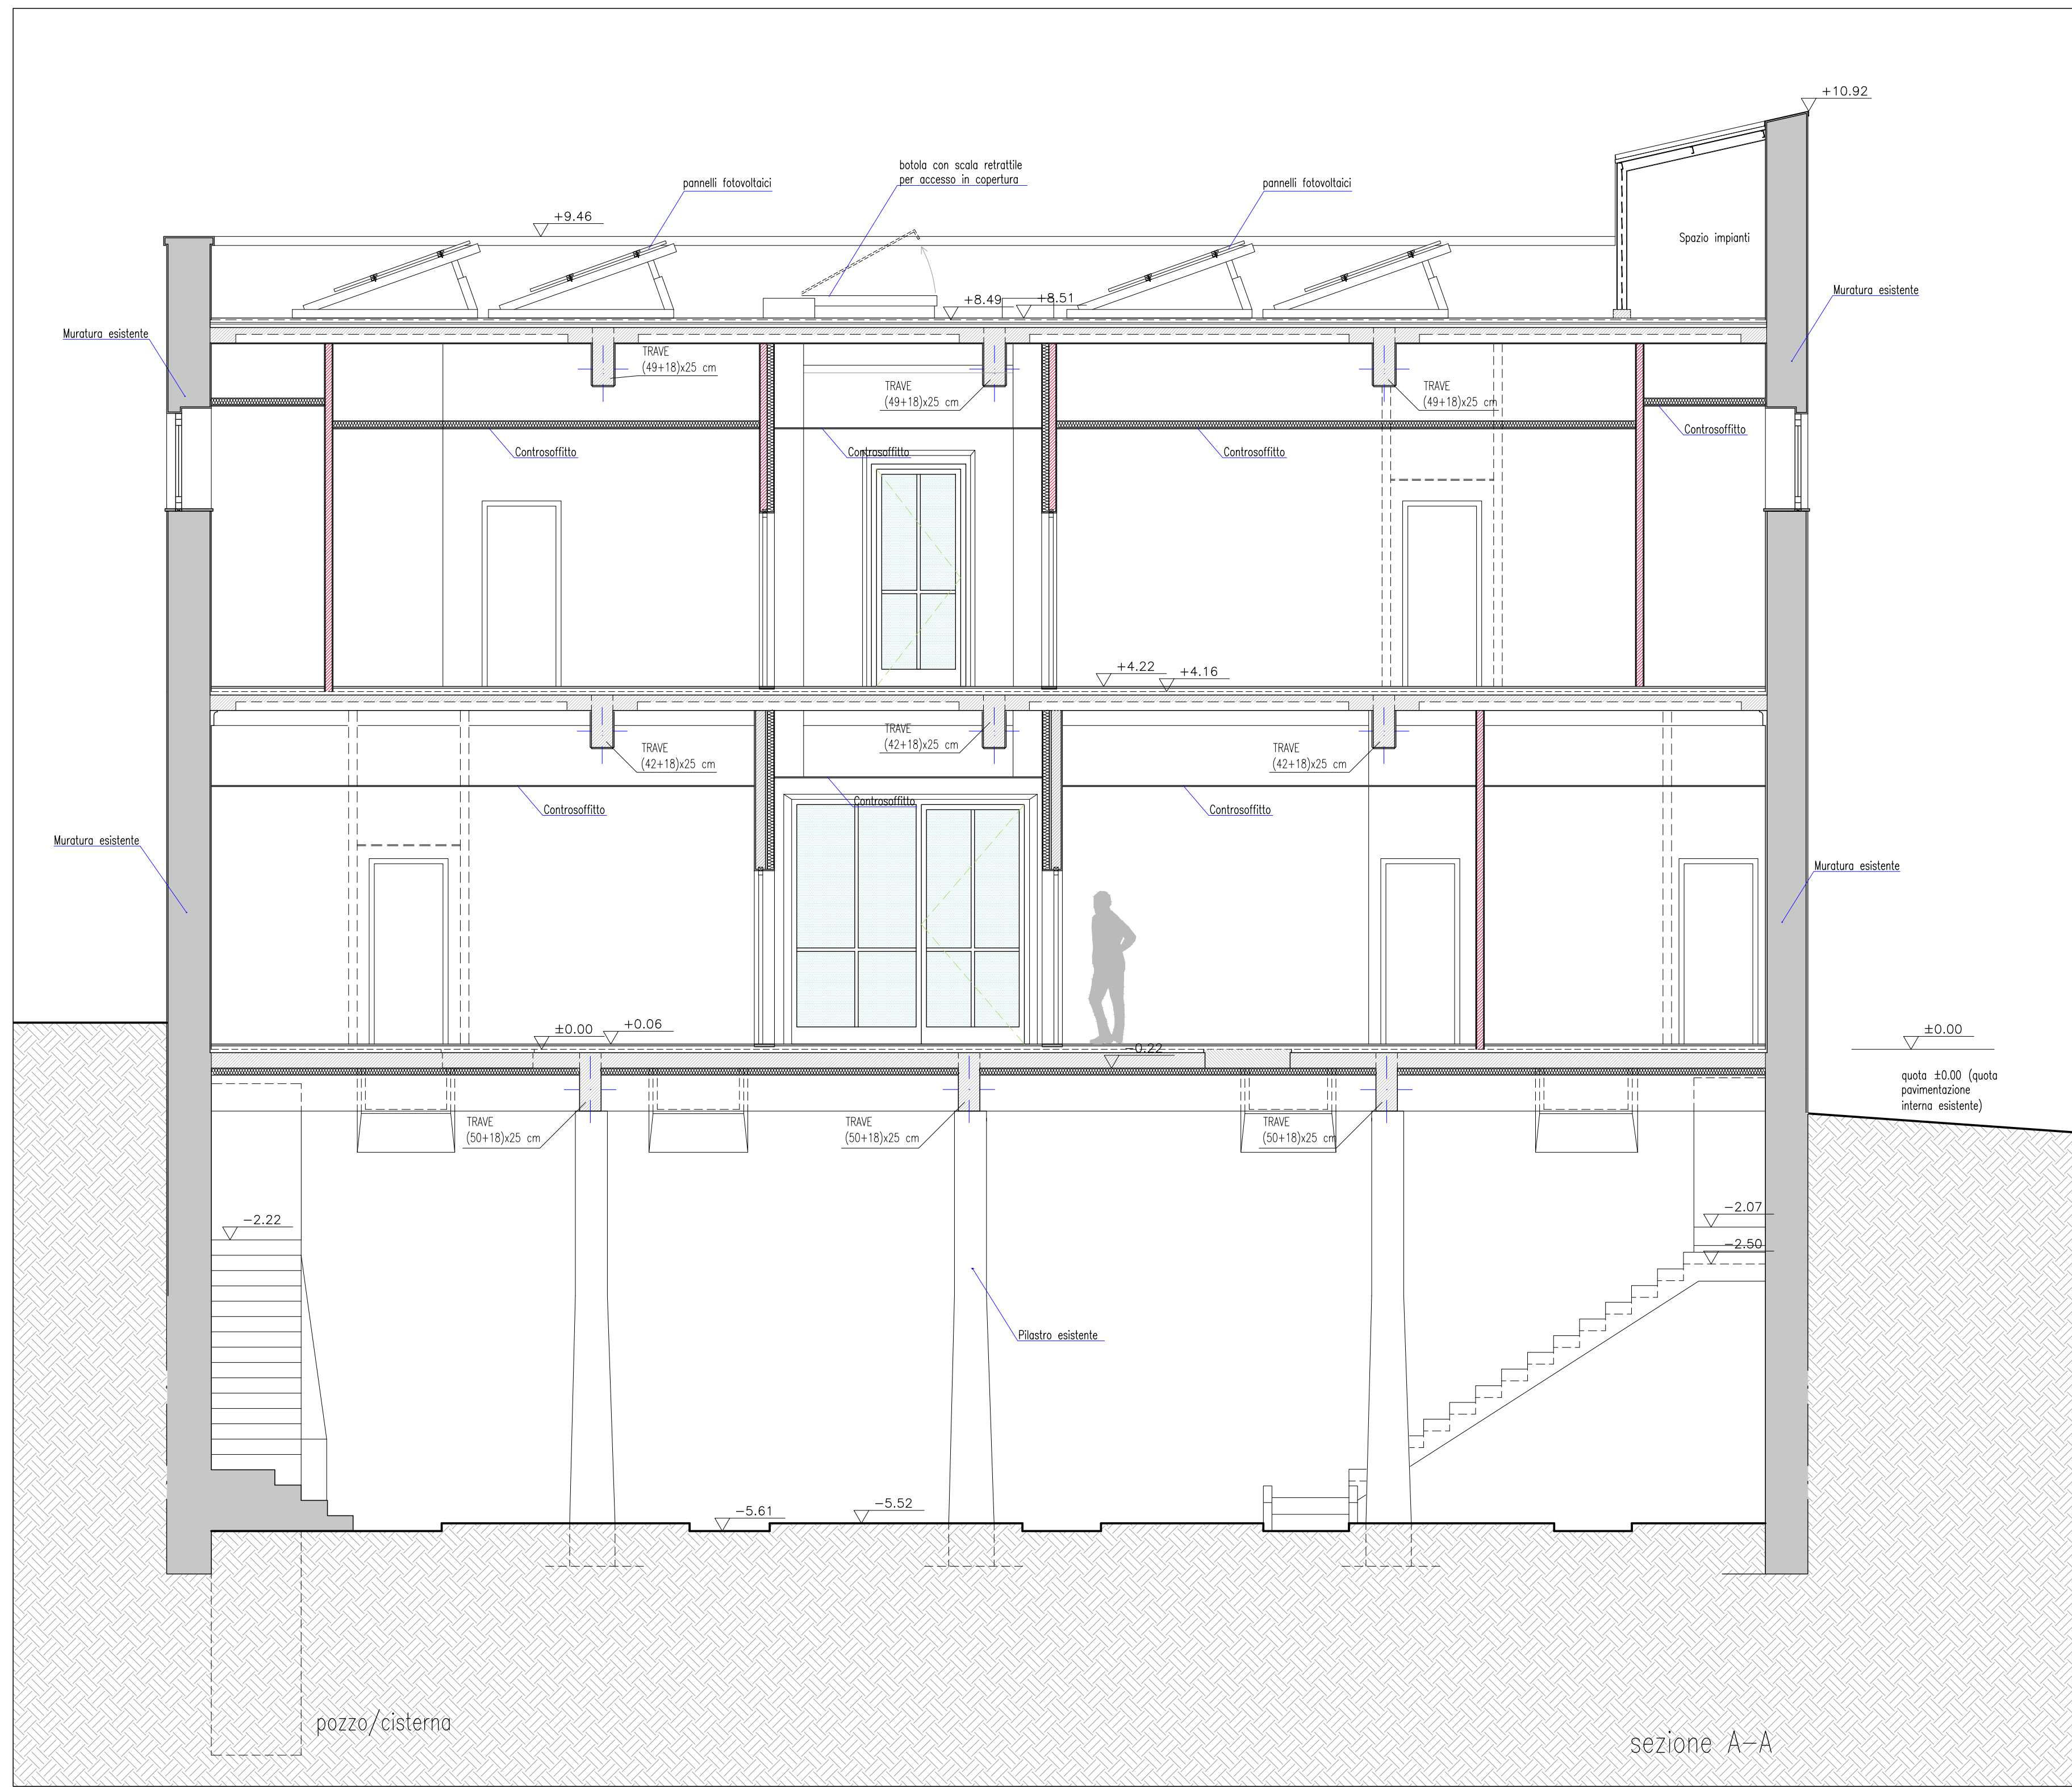 +10.92
botola con scala retrattile
per accesso in copertura
pannelli fotovoltaici
pannelli fotovoltaici
+9.46
Spazio impianti
Muratura esistente
+8.49
+8.51
Muratura esistente
TRAVE
(49+18)x25 cm
TRAVE
(49+18)x25 cm
TRAVE
(49+18)x25 cm
Controsoffitto
Controsoffitto
Controsoffitto
Controsoffitto
+4.22
+4.16
TRAVE
(42+18)x25 cm
TRAVE
(42+18)x25 cm
TRAVE
(42+18)x25 cm
Controsoffitto
Controsoffitto
Controsoffitto
Muratura esistente
Muratura esistente
±0.00
+0.06
-0.22
±0.00
quota ±0.00 (quota
pavimentazione
interna esistente)
TRAVE
(50+18)x25 cm
TRAVE
(50+18)x25 cm
TRAVE
(50+18)x25 cm
-2.22
-2.07
-2.50
Pilastro esistente
-5.61
-5.52
pozzo/cisterna
sezione A-A